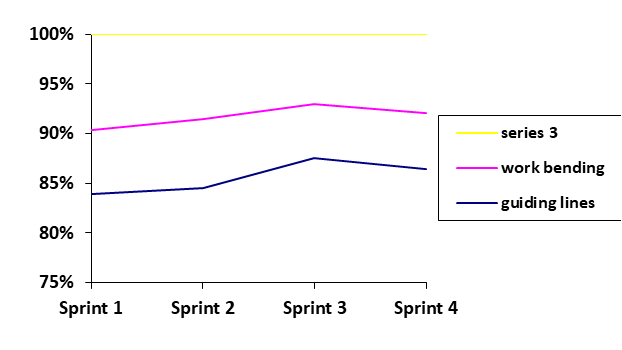 100%
95%
90%
85%
80%
75%
Sprint 1 Sprint 2 Sprint 3 Sprint 4
series 3
work bending
guiding lines